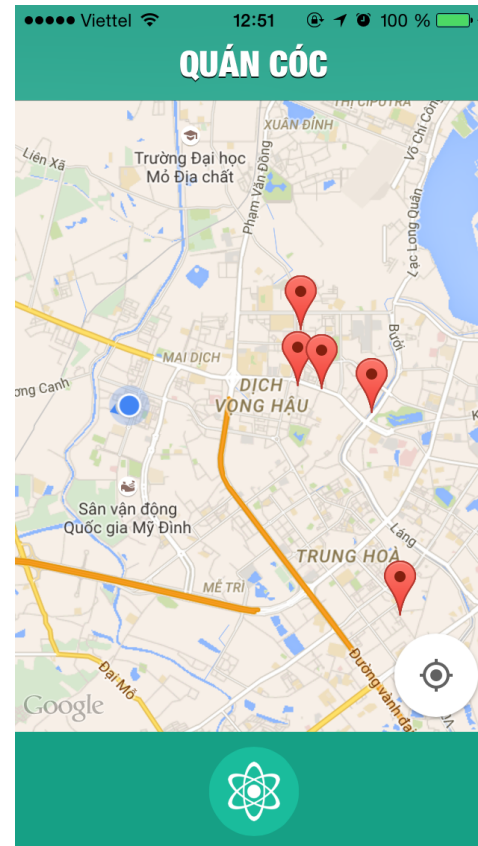 Viettel 12:51 100 %
QUÁN CÓC
THỊ CIPUTRA
XUÂN ĐỈNH
Võ Chí Công
Liên Xã
Trường Đại học
Mỏ Địa chất
Phạm Văn Đồng
Lạc Long Quân
Bưởi
MAI DỊCH
DỊCH
VỌNG HẬU
ơng Canh
Sân vận động
Quốc gia Mỹ Đình
Láng
TRUNG HOÀ
MỄ TRÌ
Đại Mỗ
Đường vành đai
Google